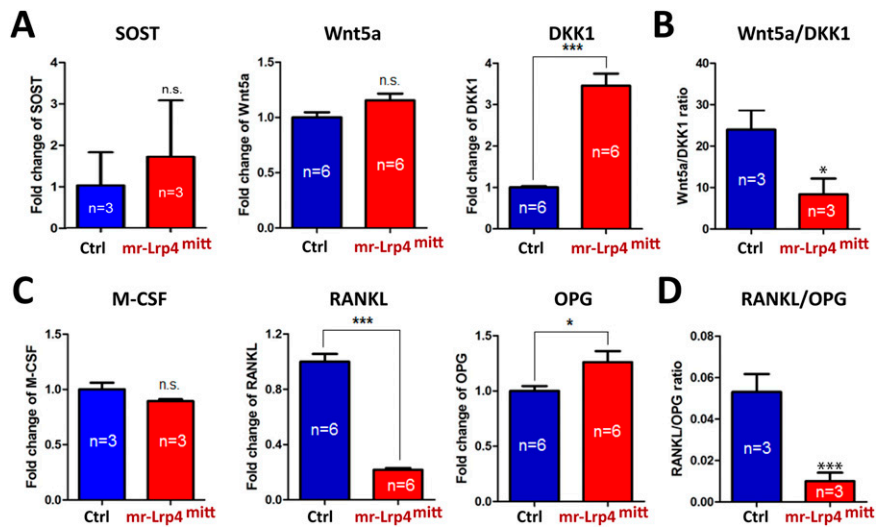 A
SOST
Fold change of SOST
4
3
2
1
0
n.s.
n=3
n=3
Ctrl
mr-Lrp4 mitt
Wnt5a
Fold change of Wnt5a
1.5
1.0
0.5
0.0
n.s.
n=6
n=6
Ctrl
mr-Lrp4 mitt
DKK1
Fold change of DKK1
4
3
2
1
0
***
n=6
n=6
Ctrl
mr-Lrp4 mitt
B
Wnt5a/DKK1
Wnt5a/DKK1 ratio
40
30
20
10
0
*
n=3
n=3
Ctrl
mr-Lrp4 mitt
C
M-CSF
Fold change of M-CSF
1.5
1.0
0.5
0.0
n.s.
n=3
n=3
Ctrl
mr-Lrp4 mitt
RANKL
Fold change of RANKL
1.2
0.9
0.6
0.3
0.0
***
n=6
n=6
Ctrl
mr-Lrp4 mitt
OPG
Fold change of OPG
1.5
1.0
0.5
0.0
*
n=6
n=6
Ctrl
mr-Lrp4 mitt
D
RANKL/OPG
RANKL/OPG ratio
0.08
0.06
0.04
0.02
0.00
***
n=3
n=3
Ctrl
mr-Lrp4 mitt